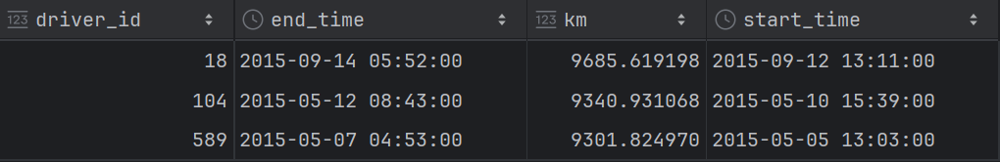 123 driver_id end_time 123 km start_time
18 2015-09-14 05:52:00 9685.619198 2015-09-12 13:11:00
104 2015-05-12 08:43:00 9340.931068 2015-05-10 15:39:00
589 2015-05-07 04:53:00 9301.824970 2015-05-05 13:03:00